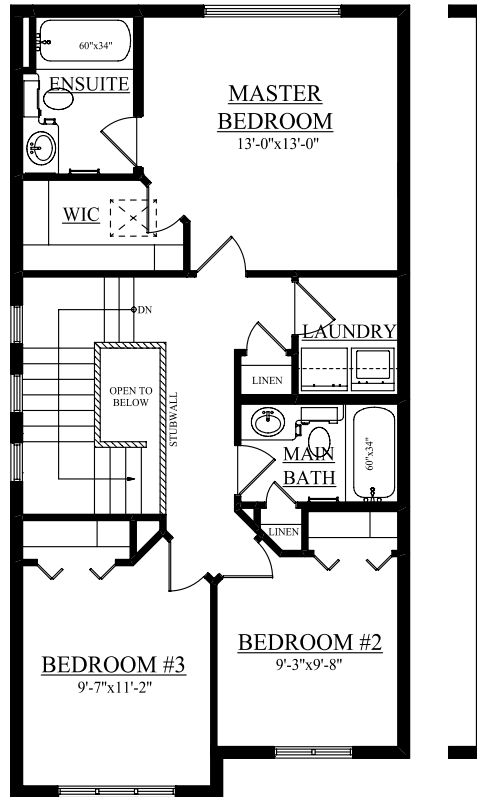 60"x34"
ENSUITE
MASTER
BEDROOM
13'-0"x13'-0"
WIC
DN
LAUNDRY
OPEN TO
BELOW
LINEN
STUBWALL
MAIN
BATH
60"x34"
LINEN
BEDROOM #2
9'-3"x9'-8"
BEDROOM #3
9'-7"x11'-2"